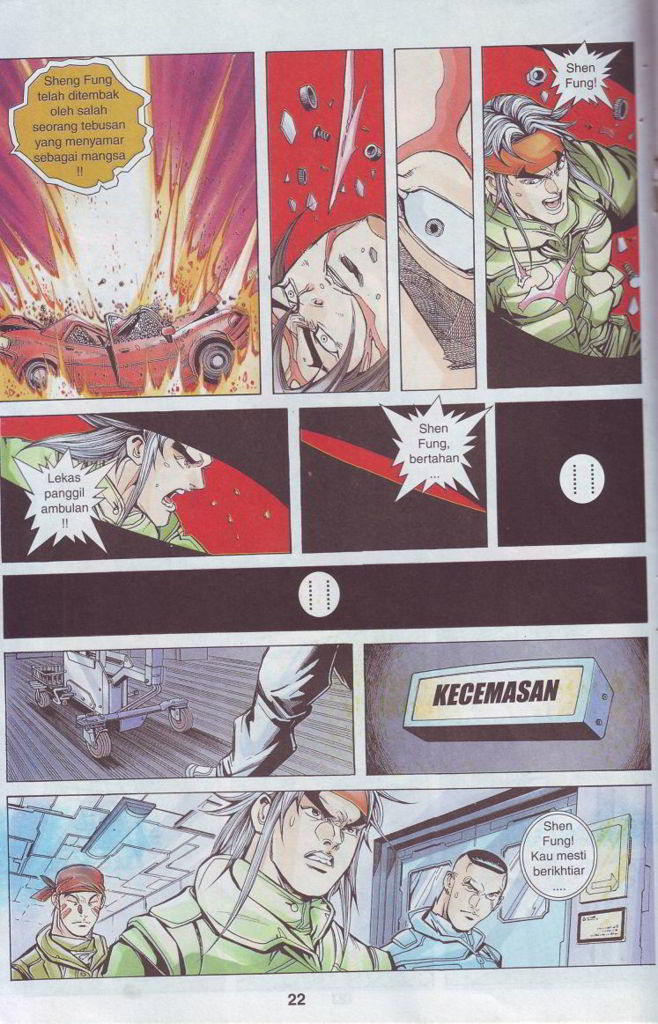 Sheng Fung
telah ditembak
oleh salah
seorang tebusan
yang menyamar
sebagai mangsa
!!
Shen
Fung!
Lekas
panggil
ambulan
!!
Shen
Fung,
bertahan
...
KECEMASAN
Shen
Fung!
Kau mesti
berikhtiar
....
22